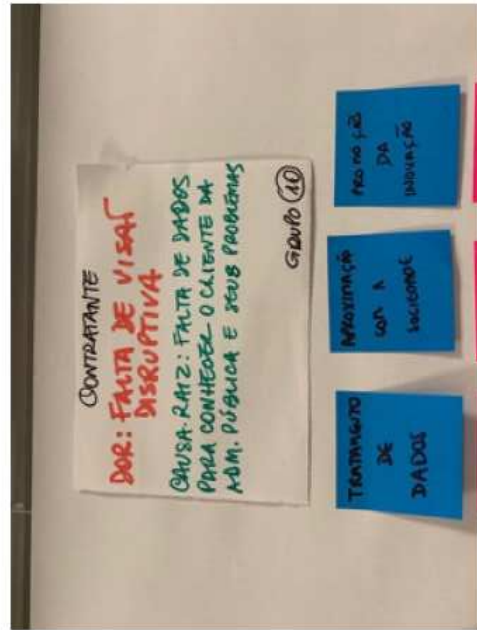 CONTRATANTE
DOR: FALTA DE VISÃO
DISRUPTIVA
CAUSA-RAIZ: FALTA DE DADOS
PARA CONHECER O CLIENTE DA
ADM. PÚBLICA E SEUS PROBLEMAS
GRUPO 10
TRATAMENTO
DE
DADOS
APROXIMAÇÃO
COM A
SOCIEDADE
PROMOÇÃO
DA
INOVAÇÃO